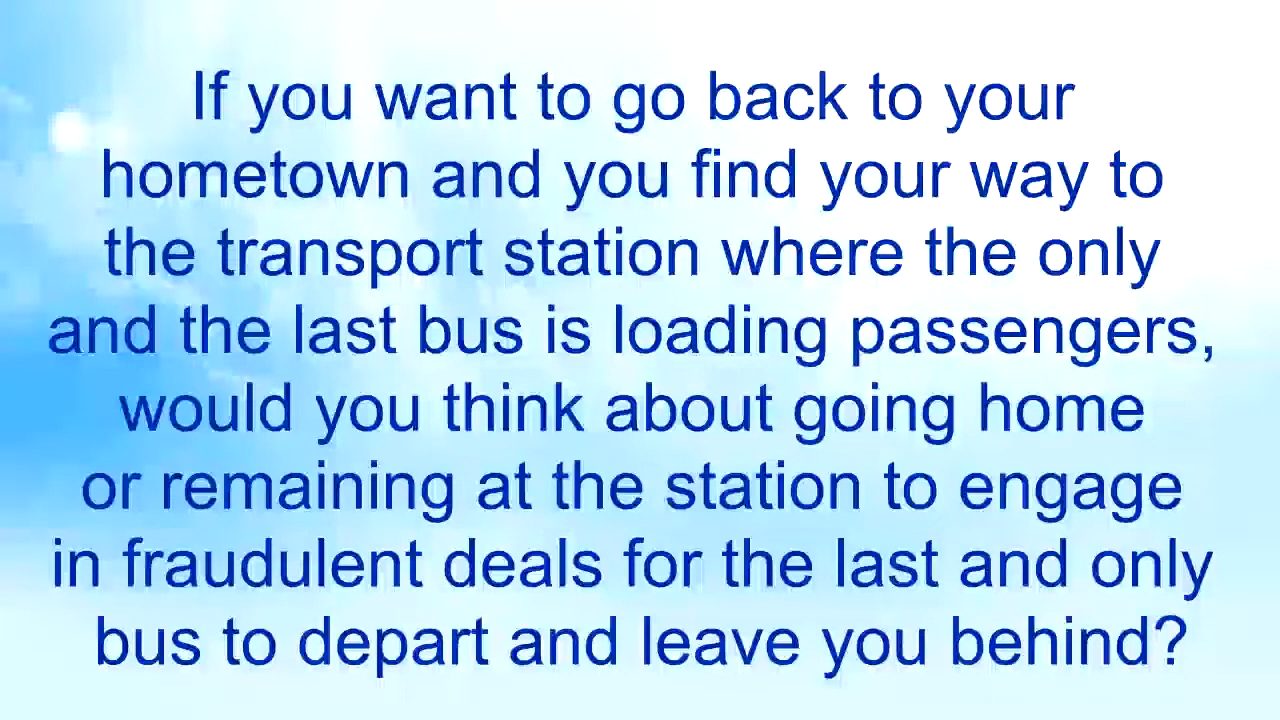 If you want to go back to your
hometown and you find your way to
the transport station where the only
and the last bus is loading passengers,
would you think about going home
or remaining at the station to engage
in fraudulent deals for the last and only
bus to depart and leave you behind?